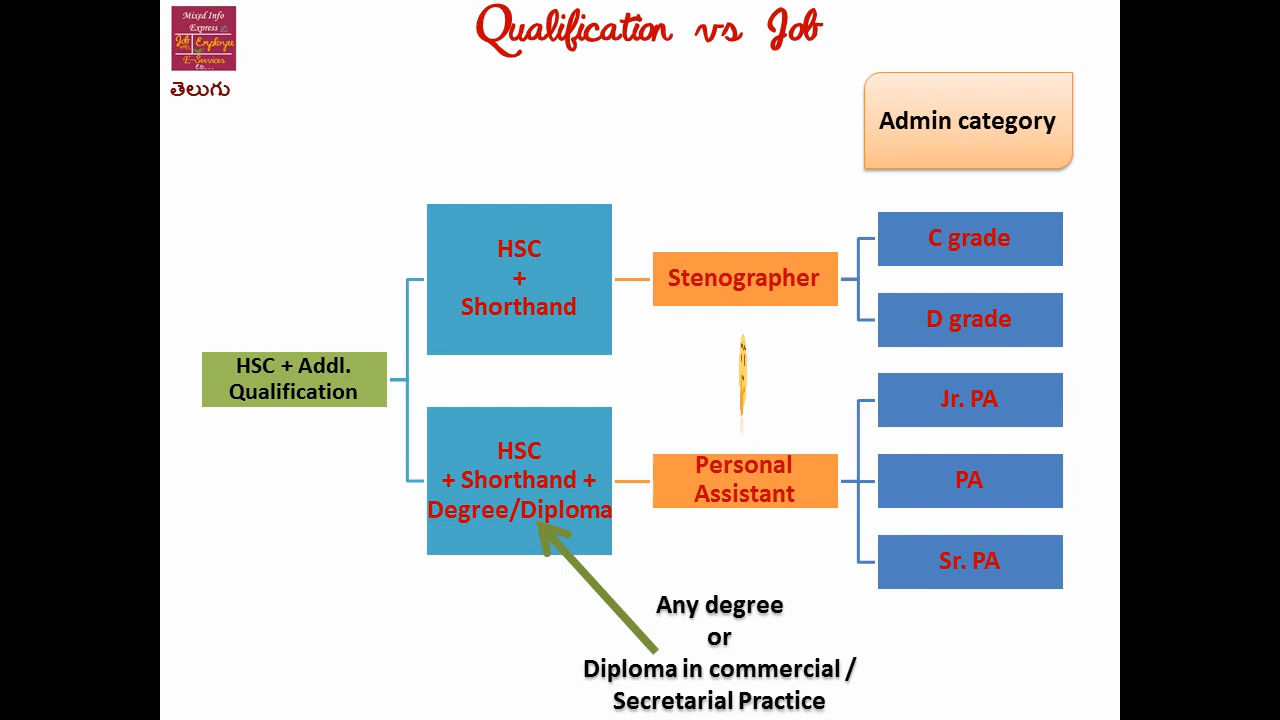 Mixed Info
Express
Job
Employee
E-Services
తెలుగు
Qualification vs Job
Admin category
HSC
+
Shorthand
Stenographer
C grade
D grade
HSC + Addl.
Qualification
HSC
+ Shorthand +
Degree/Diploma
Personal
Assistant
Jr. PA
PA
Sr. PA
Any degree
or
Diploma in commercial /
Secretarial Practice